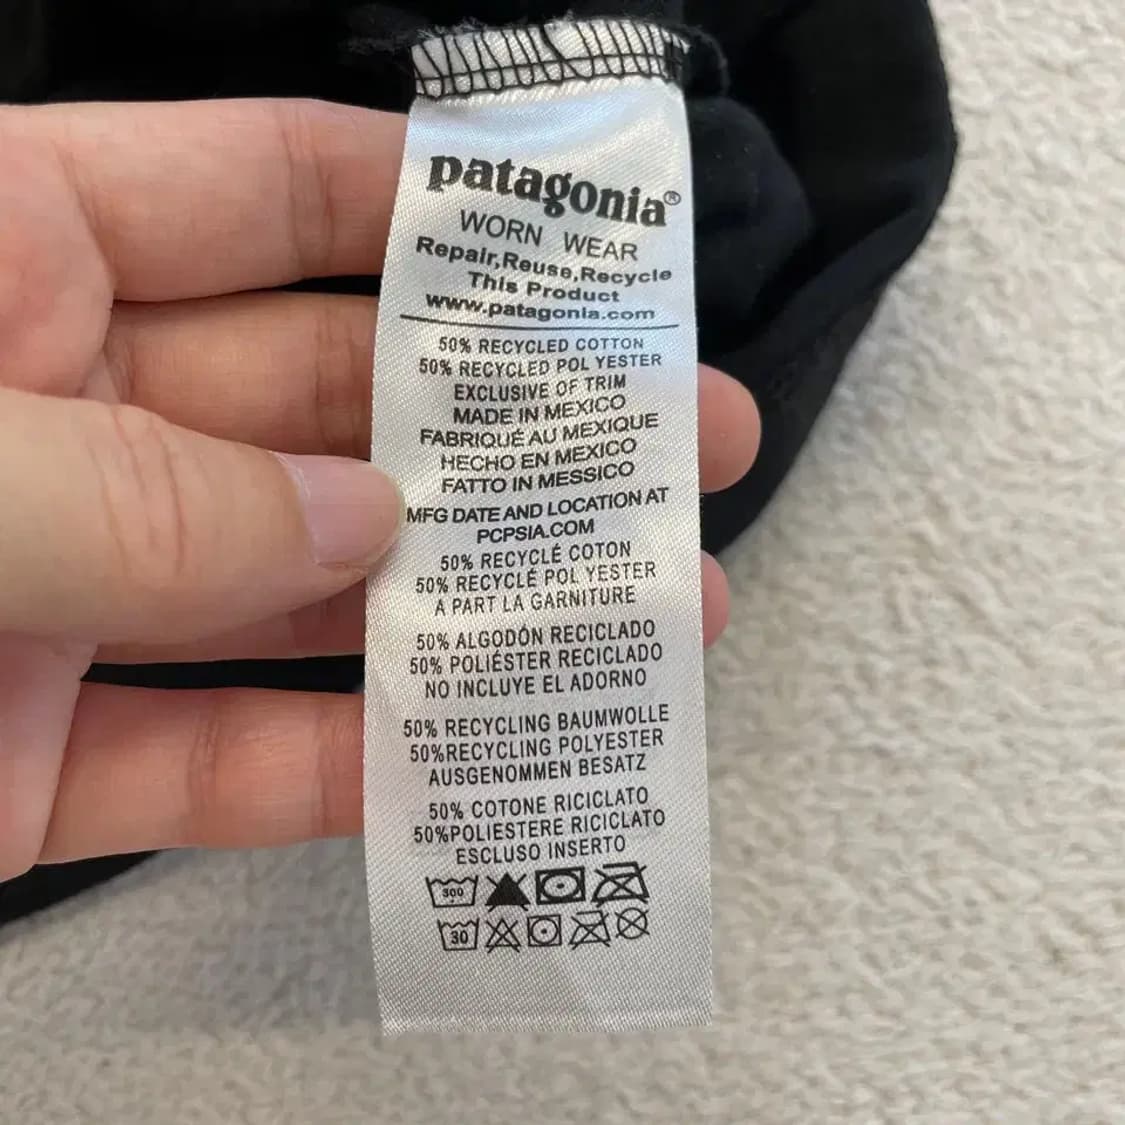 patagonia®
WORN WEAR
Repair,Reuse,Recycle
This Product
www.patagonia.com
50% RECYCLED COTTON
50% RECYCLED POL YESTER
EXCLUSIVE OF TRIM
MADE IN MEXICO
FABRIQUÉ AU MEXIQUE
HECHO EN MEXICO
FATTO IN MESSICO
MFG DATE AND LOCATION AT
PCPSIA.COM
50% RECYCLÉ COTON
50% RECYCLÉ POL YESTER
A PART LA GARNITURE
50% ALGODÓN RECICLADO
50% POLIÉSTER RECICLADO
NO INCLUYE EL ADORNO
50% RECYCLING BAUMWOLLE
50%RECYCLING POLYESTER
AUSGENOMMEN BESATZ
50% COTONE RICICLATO
50%POLIESTERE RICICLATO
ESCLUSO INSERTO
300
30